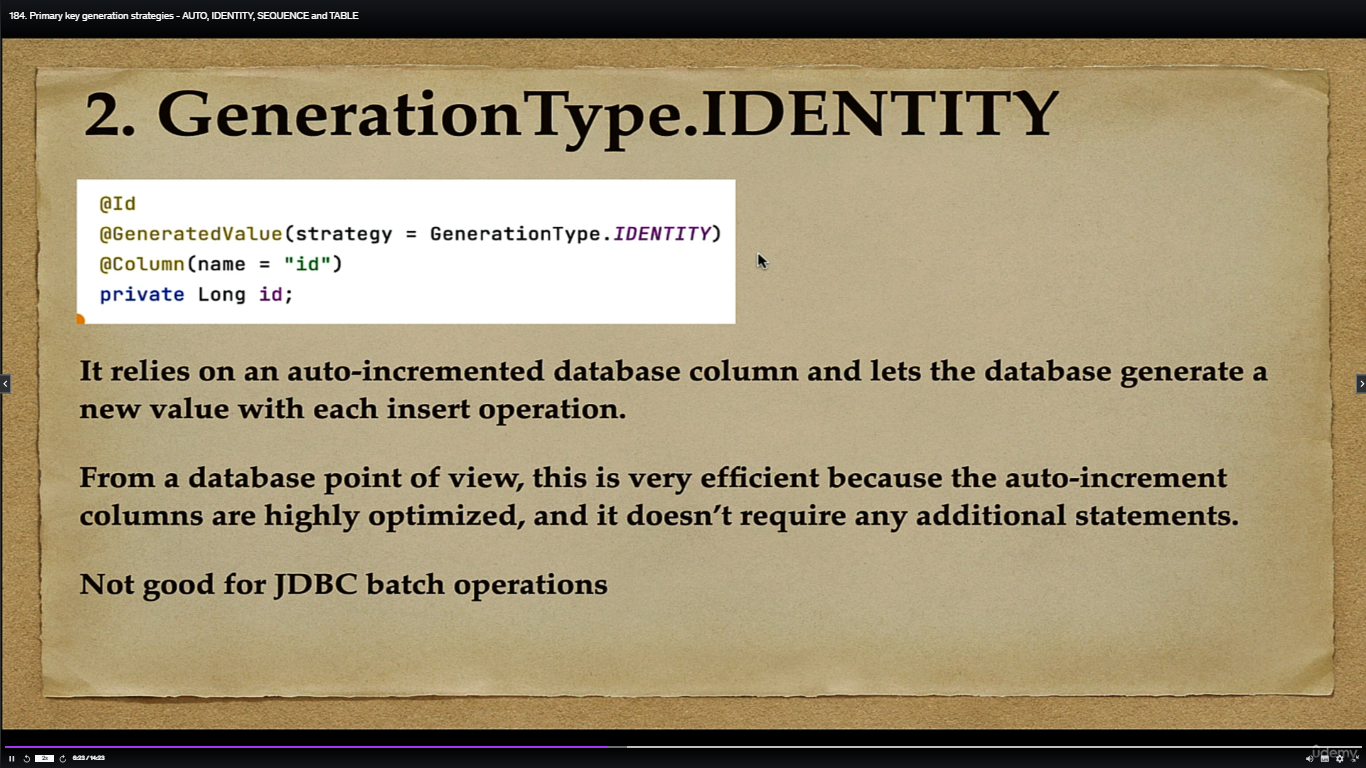 184. Primary key generation strategies - AUTO, IDENTITY, SEQUENCE and TABLE
2. GenerationType.IDENTITY
@Id
@GeneratedValue(strategy = GenerationType.IDENTITY)
@Column(name = "id")
private Long id;
It relies on an auto-incremented database column and lets the database generate a
new value with each insert operation.
From a database point of view, this is very efficient because the auto-increment
columns are highly optimized, and it doesn’t require any additional statements.
Not good for JDBC batch operations
2x
6:23 / 14:23
ûdemy